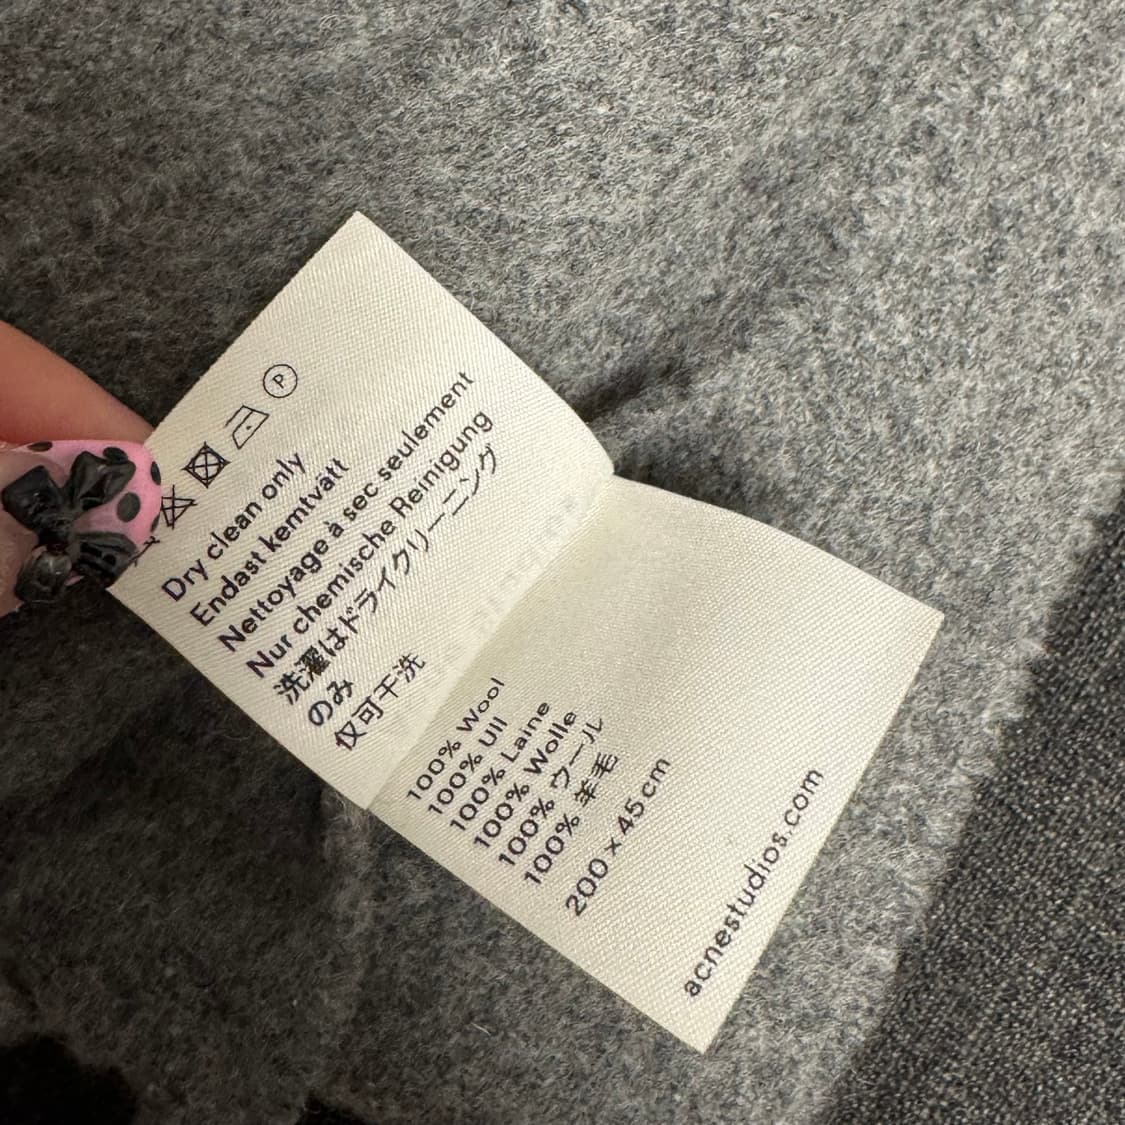 P
Dry clean only
Endast kemtvätt
Nettoyage à sec seulement
Nur chemische Reinigung
洗濯はドライクリーニング
のみ
仅可干洗
100% Wool
100% Ull
100% Laine
100% Wolle
100% ウール
100% 羊毛
200 x 45 cm
acnestudios.com